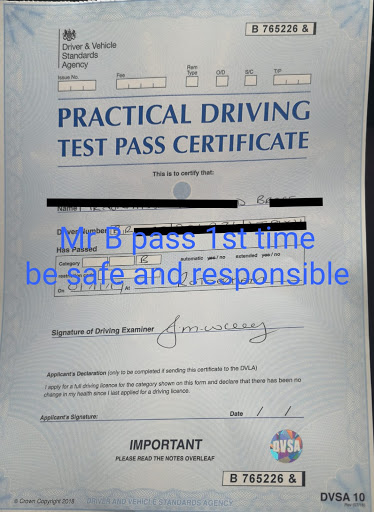 B 765226 &
Driver & Vehicle
Standards
Agency
Issue No.
Fee
Rem
Type
O/D
S/C
T/P
PRACTICAL DRIVING
TEST PASS CERTIFICATE
This is to certify that:
Name
Driver Number
Mr B pass 1st time
Has Passed
Category
B
automatic yes / no
extended yes / no
be safe and responsible
On
At
Signature of Driving Examiner
Applicant's Declaration (only to be completed if sending this certificate to the DVLA)
I apply for a full driving licence for the category shown on this form and declare that there has been no
change in my health since I last applied for a driving licence.
Applicant's Signature:
Date / /
IMPORTANT
PLEASE READ THE NOTES OVERLEAF
DVSA
B 765226 &
© Crown Copyright 2018
DRIVER AND VEHICLE STANDARDS AGENCY
DVSA 10